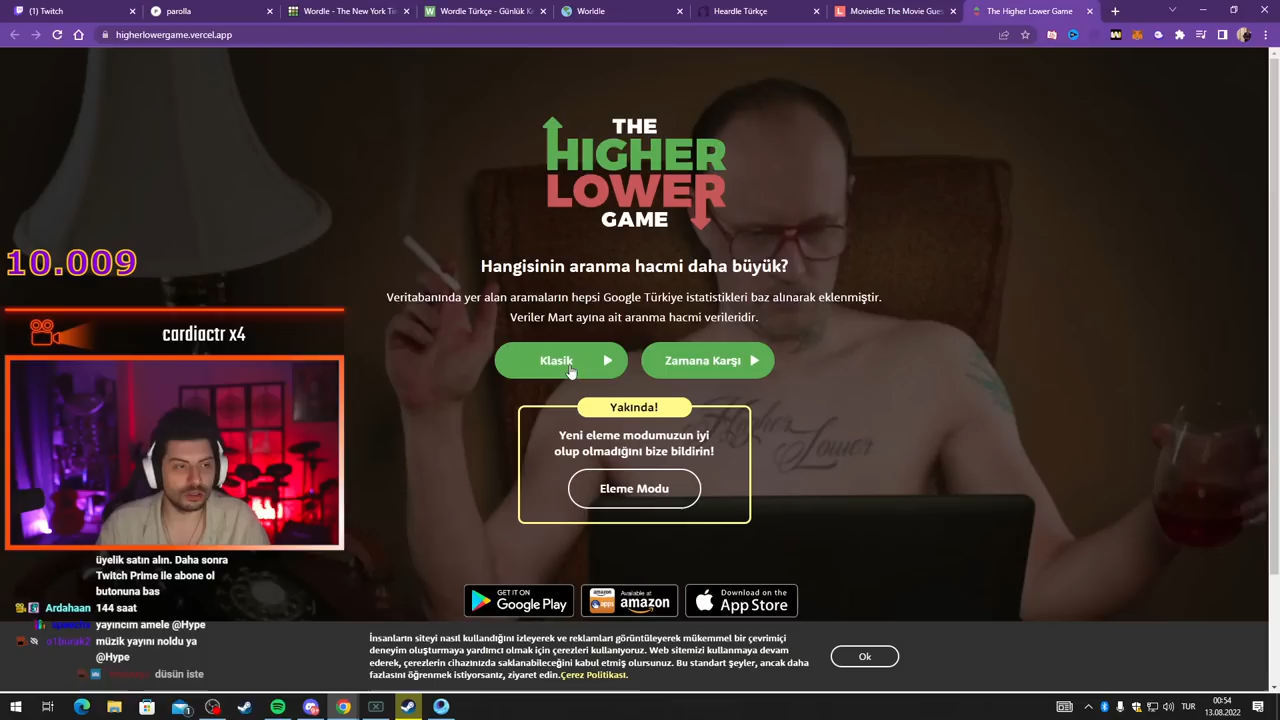 Twitch
parolla
Wordle - The New York Ti
Wordle Türkçe - Günlük K
Worldle
Heardle Türkçe
Moviedle: The Movie Gues
The Higher Lower Game
higherlowergame.vercel.app
THE
HIGHER
LOWER
GAME
Hangisinin aranma hacmi daha büyük?
Veritabanında yer alan aramaların hepsi Google Türkiye istatistikleri baz alınarak eklenmiştir.
Veriler Mart ayına ait aranma hacmi verileridir.
Klasik
Zamana Karşı
Yakında!
Yeni eleme modumuzun iyi
olup olmadığını bize bildirin!
Eleme Modu
Higher
Lower
10.009
cardiactr x4
üyelik satın alın. Daha sonra
Twitch Prime ile abone ol
butonuna bas
Ardahaan 144 saat
yayıncım amele @Hype
o1burak2 müzik yayını noldu ya
@Hype
düsün iste
GET IT ON
Google Play
Available at
amazon
apps
Download on the
App Store
İnsanların siteyi nasıl kullandığını izleyerek ve reklamları görüntüleyerek mükemmel bir çevrimiçi
deneyim oluşturmaya yardımcı olmak için çerezleri kullanıyoruz. Web sitemizi kullanmaya devam
ederek, çerezlerin cihazınızda saklanabileceğini kabul etmiş olursunuz. Bu standart şeyler, ancak daha
fazlasını öğrenmek istiyorsanız, ziyaret edin.Çerez Politikası.
Ok
TUR
00:54
13.08.2022